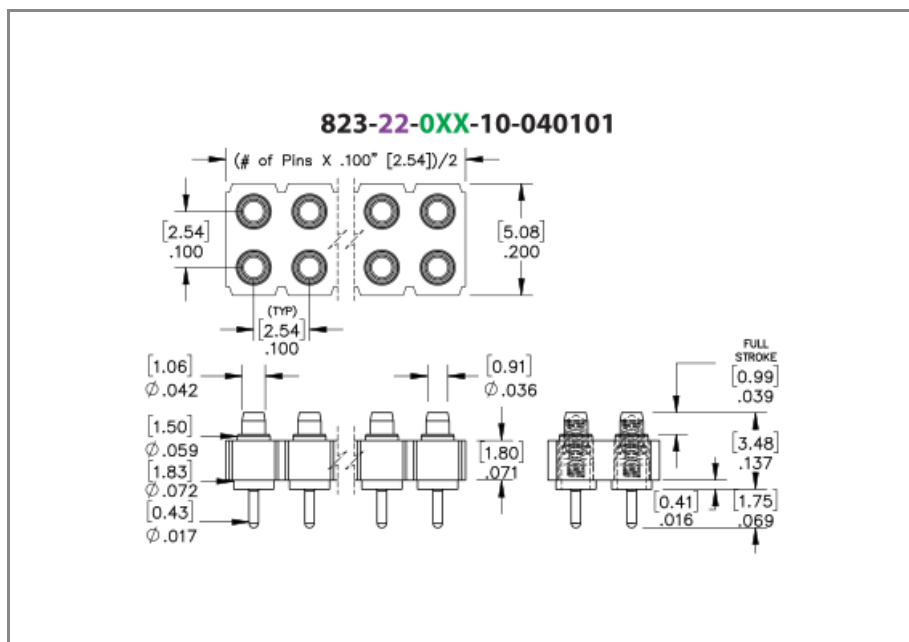 823-22-0XX-10-040101
(# of Pins X .100” [2.54])/2
[2.54]
.100
[5.08]
.200
(TYP)
[2.54]
.100
[1.06]
Ø.042
[0.91]
Ø.036
FULL
STROKE
[0.99]
.039
[1.50]
Ø.059
[1.80]
.071
[3.48]
.137
[1.83]
Ø.072
[0.43]
Ø.017
[0.41]
.016
[1.75]
.069